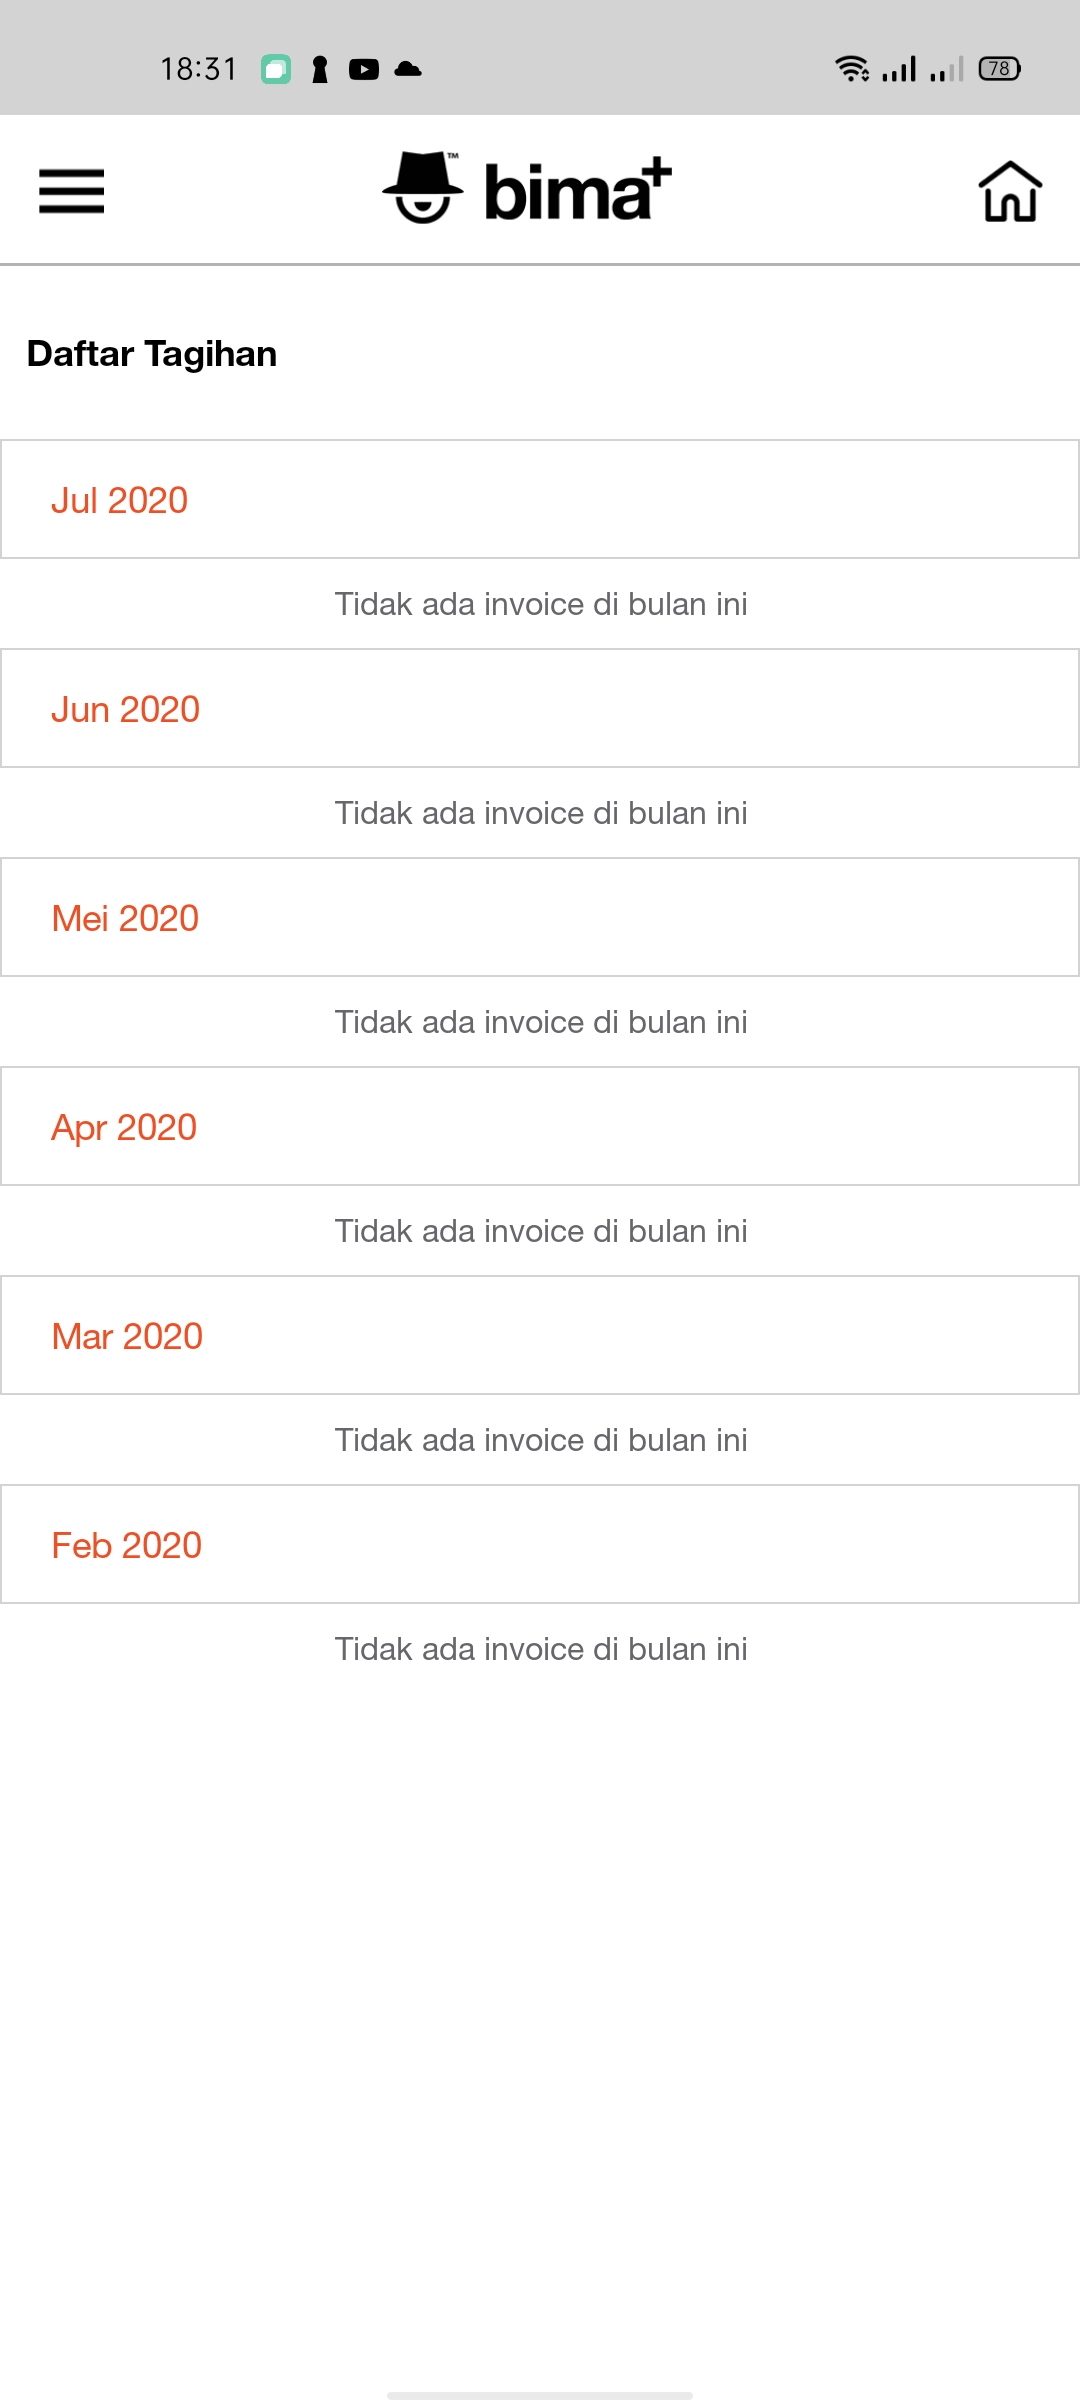 18:31
78
™ bima+
Daftar Tagihan
Jul 2020
Tidak ada invoice di bulan ini
Jun 2020
Tidak ada invoice di bulan ini
Mei 2020
Tidak ada invoice di bulan ini
Apr 2020
Tidak ada invoice di bulan ini
Mar 2020
Tidak ada invoice di bulan ini
Feb 2020
Tidak ada invoice di bulan ini